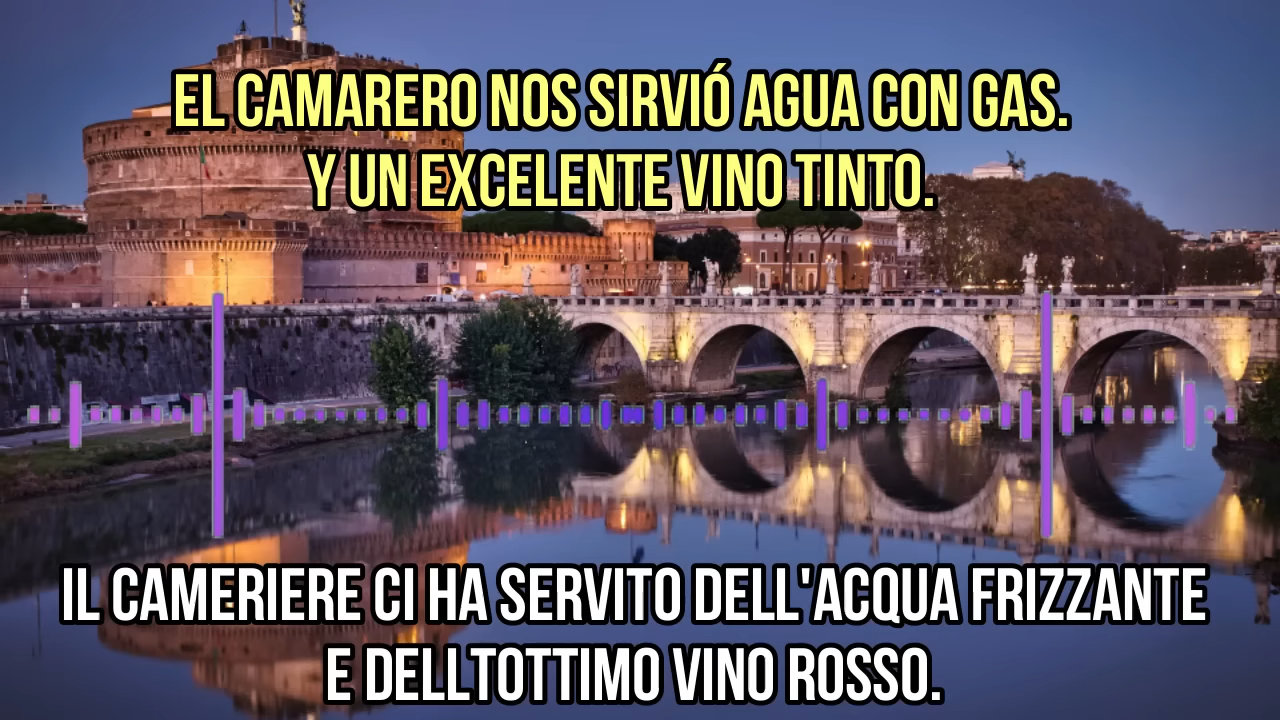 EL CAMARERO NOS SIRVIÓ AGUA CON GAS.
Y UN EXCELENTE VINO TINTO.
IL CAMERIERE CI HA SERVITO DELL'ACQUA FRIZZANTE
E DELLTOTTIMO VINO ROSSO.